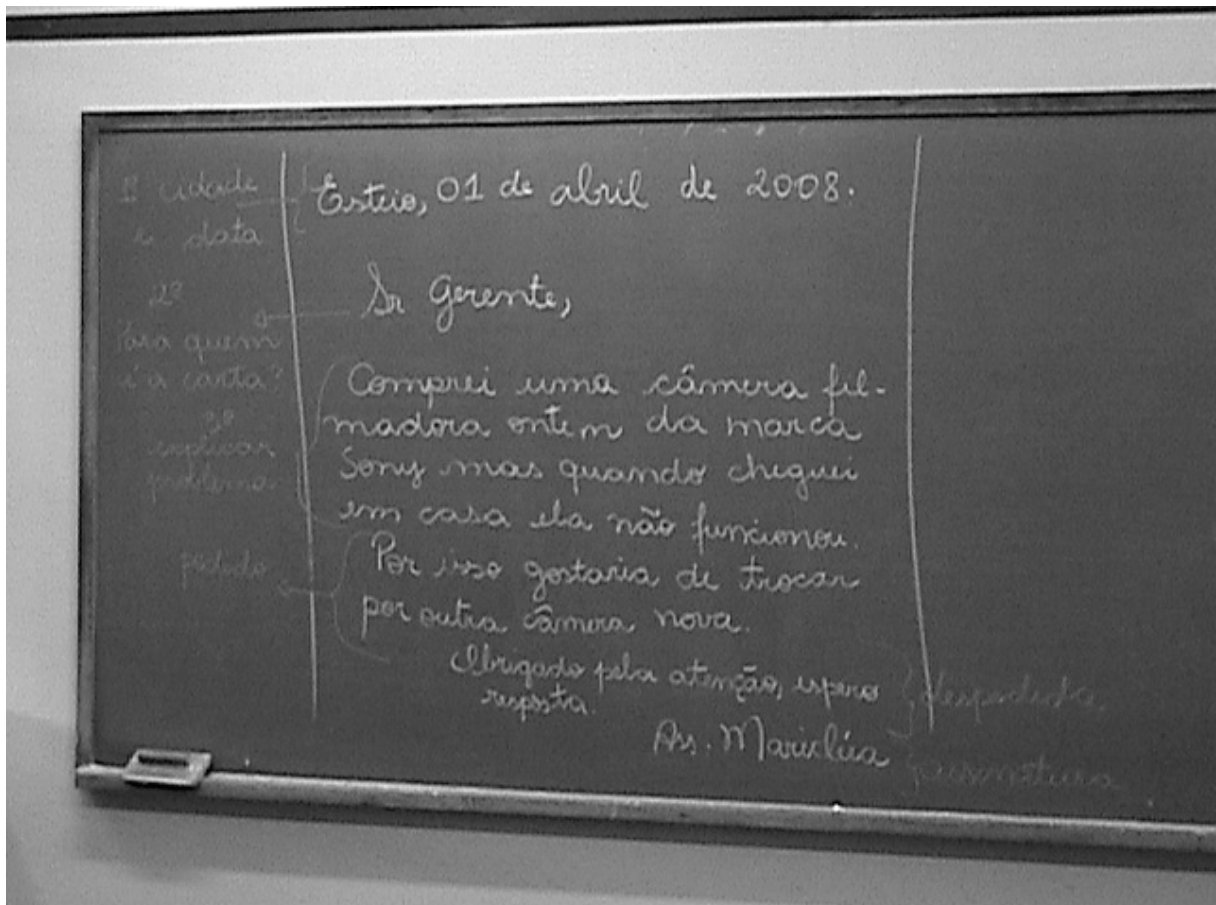 1º cidade
e data
2º
Para quem
é a carta?
3º
explicar
problema
pedido
Esteio, 01 de abril de 2008.
Sr Gerente,
Comprei uma câmera fil-
madora ontem da marca
Sony mas quando cheguei
em casa ela não funcionou.
Por isso gostaria de trocar
por outra câmera nova.
Obrigado pela atenção, espero
resposta.
Ass. Maricléia
despedida
assinatura